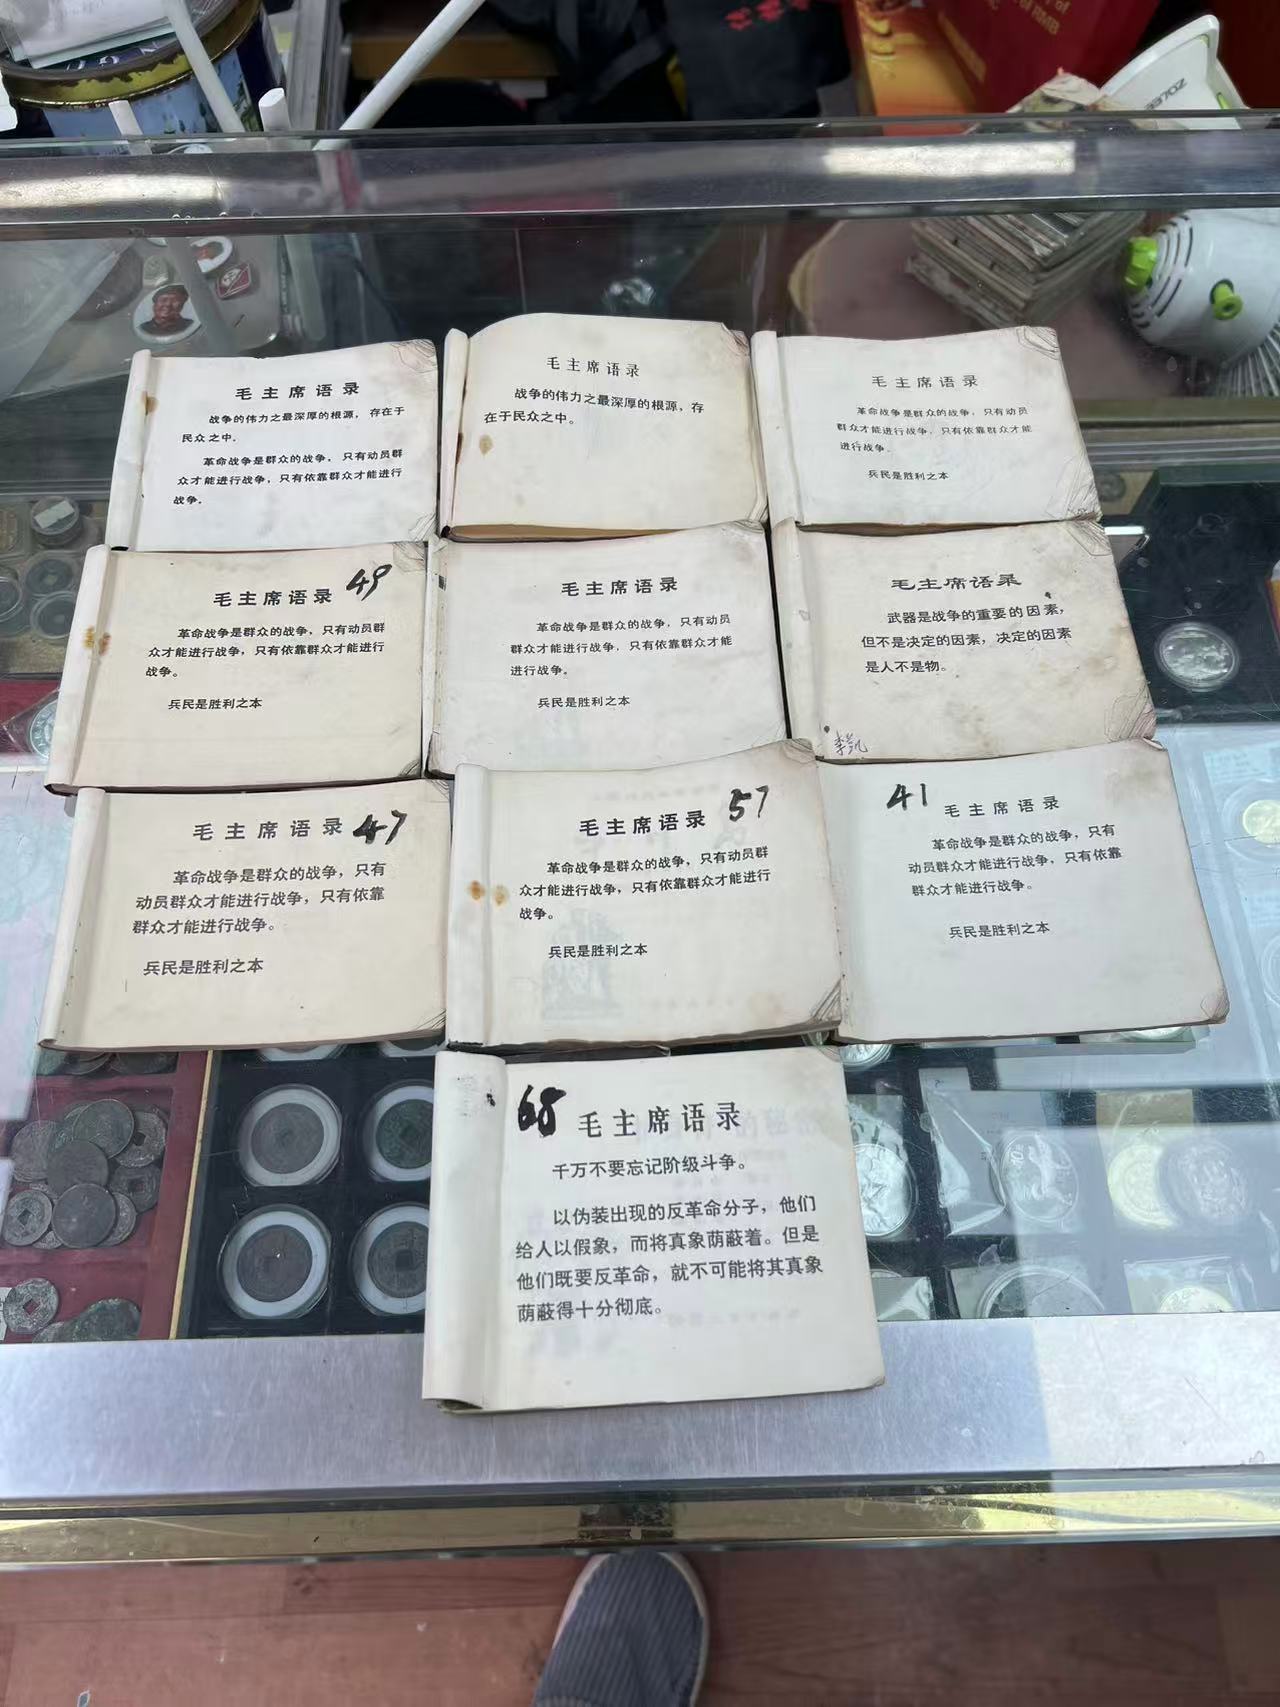 of RMB
ZOLEE
毛主席语录
战争的伟力之最深厚的根源，存在于
民众之中。
革命战争是群众的战争，只有动员群
众才能进行战争，只有依靠群众才能进行
战争。
毛主席语录
战争的伟力之最深厚的根源，存
在于民众之中。
毛主席语录
革命战争是群众的战争，只有动员
群众才能进行战争，只有依靠群众才能
进行战争。
兵民是胜利之本
毛主席语录 49
革命战争是群众的战争，只有动员群
众才能进行战争，只有依靠群众才能进行
战争。
兵民是胜利之本
毛主席语录
革命战争是群众的战争，只有动员
群众才能进行战争，只有依靠群众才能
进行战争。
兵民是胜利之本
毛主席语录
武器是战争的重要的因素，
但不是决定的因素，决定的因素
是人不是物。
李凯
毛主席语录 47
革命战争是群众的战争，只有
动员群众才能进行战争，只有依靠
群众才能进行战争。
兵民是胜利之本
毛主席语录 57
革命战争是群众的战争，只有动员群
众才能进行战争，只有依靠群众才能进行
战争。
兵民是胜利之本
41 毛主席语录
革命战争是群众的战争，只有
动员群众才能进行战争，只有依靠
群众才能进行战争。
兵民是胜利之本
68 毛主席语录
千万不要忘记阶级斗争。
以伪装出现的反革命分子，他们
给人以假象，而将真象荫蔽着。但是
他们既要反革命，就不可能将其真象
荫蔽得十分彻底。